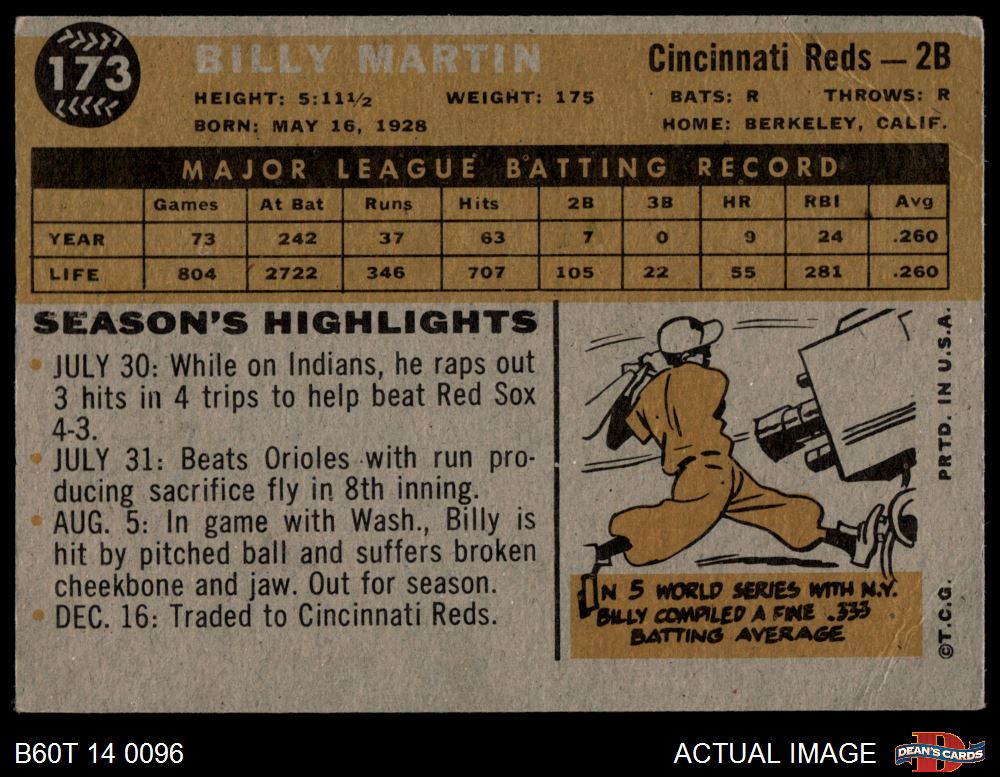 173
BILLY MARTIN
Cincinnati Reds — 2B
HEIGHT: 5:11½ WEIGHT: 175 BATS: R THROWS: R
BORN: MAY 16, 1928 HOME: BERKELEY, CALIF.
MAJOR LEAGUE BATTING RECORD
Games At Bat Runs Hits 2B 3B HR RBI Avg
YEAR 73 242 37 63 7 0 9 24 .260
LIFE 804 2722 346 707 105 22 55 281 .260
SEASON'S HIGHLIGHTS
• JULY 30: While on Indians, he raps out
3 hits in 4 trips to help beat Red Sox
4-3.
• JULY 31: Beats Orioles with run pro-
ducing sacrifice fly in 8th inning.
• AUG. 5: In game with Wash., Billy is
hit by pitched ball and suffers broken
cheekbone and jaw. Out for season.
• DEC. 16: Traded to Cincinnati Reds.
IN 5 WORLD SERIES WITH N.Y.
BILLY COMPILED A FINE .333
BATTING AVERAGE
©T.C.G. PRTD. IN U.S.A.
B60T 14 0096
ACTUAL IMAGE
D
DEAN'S CARDS